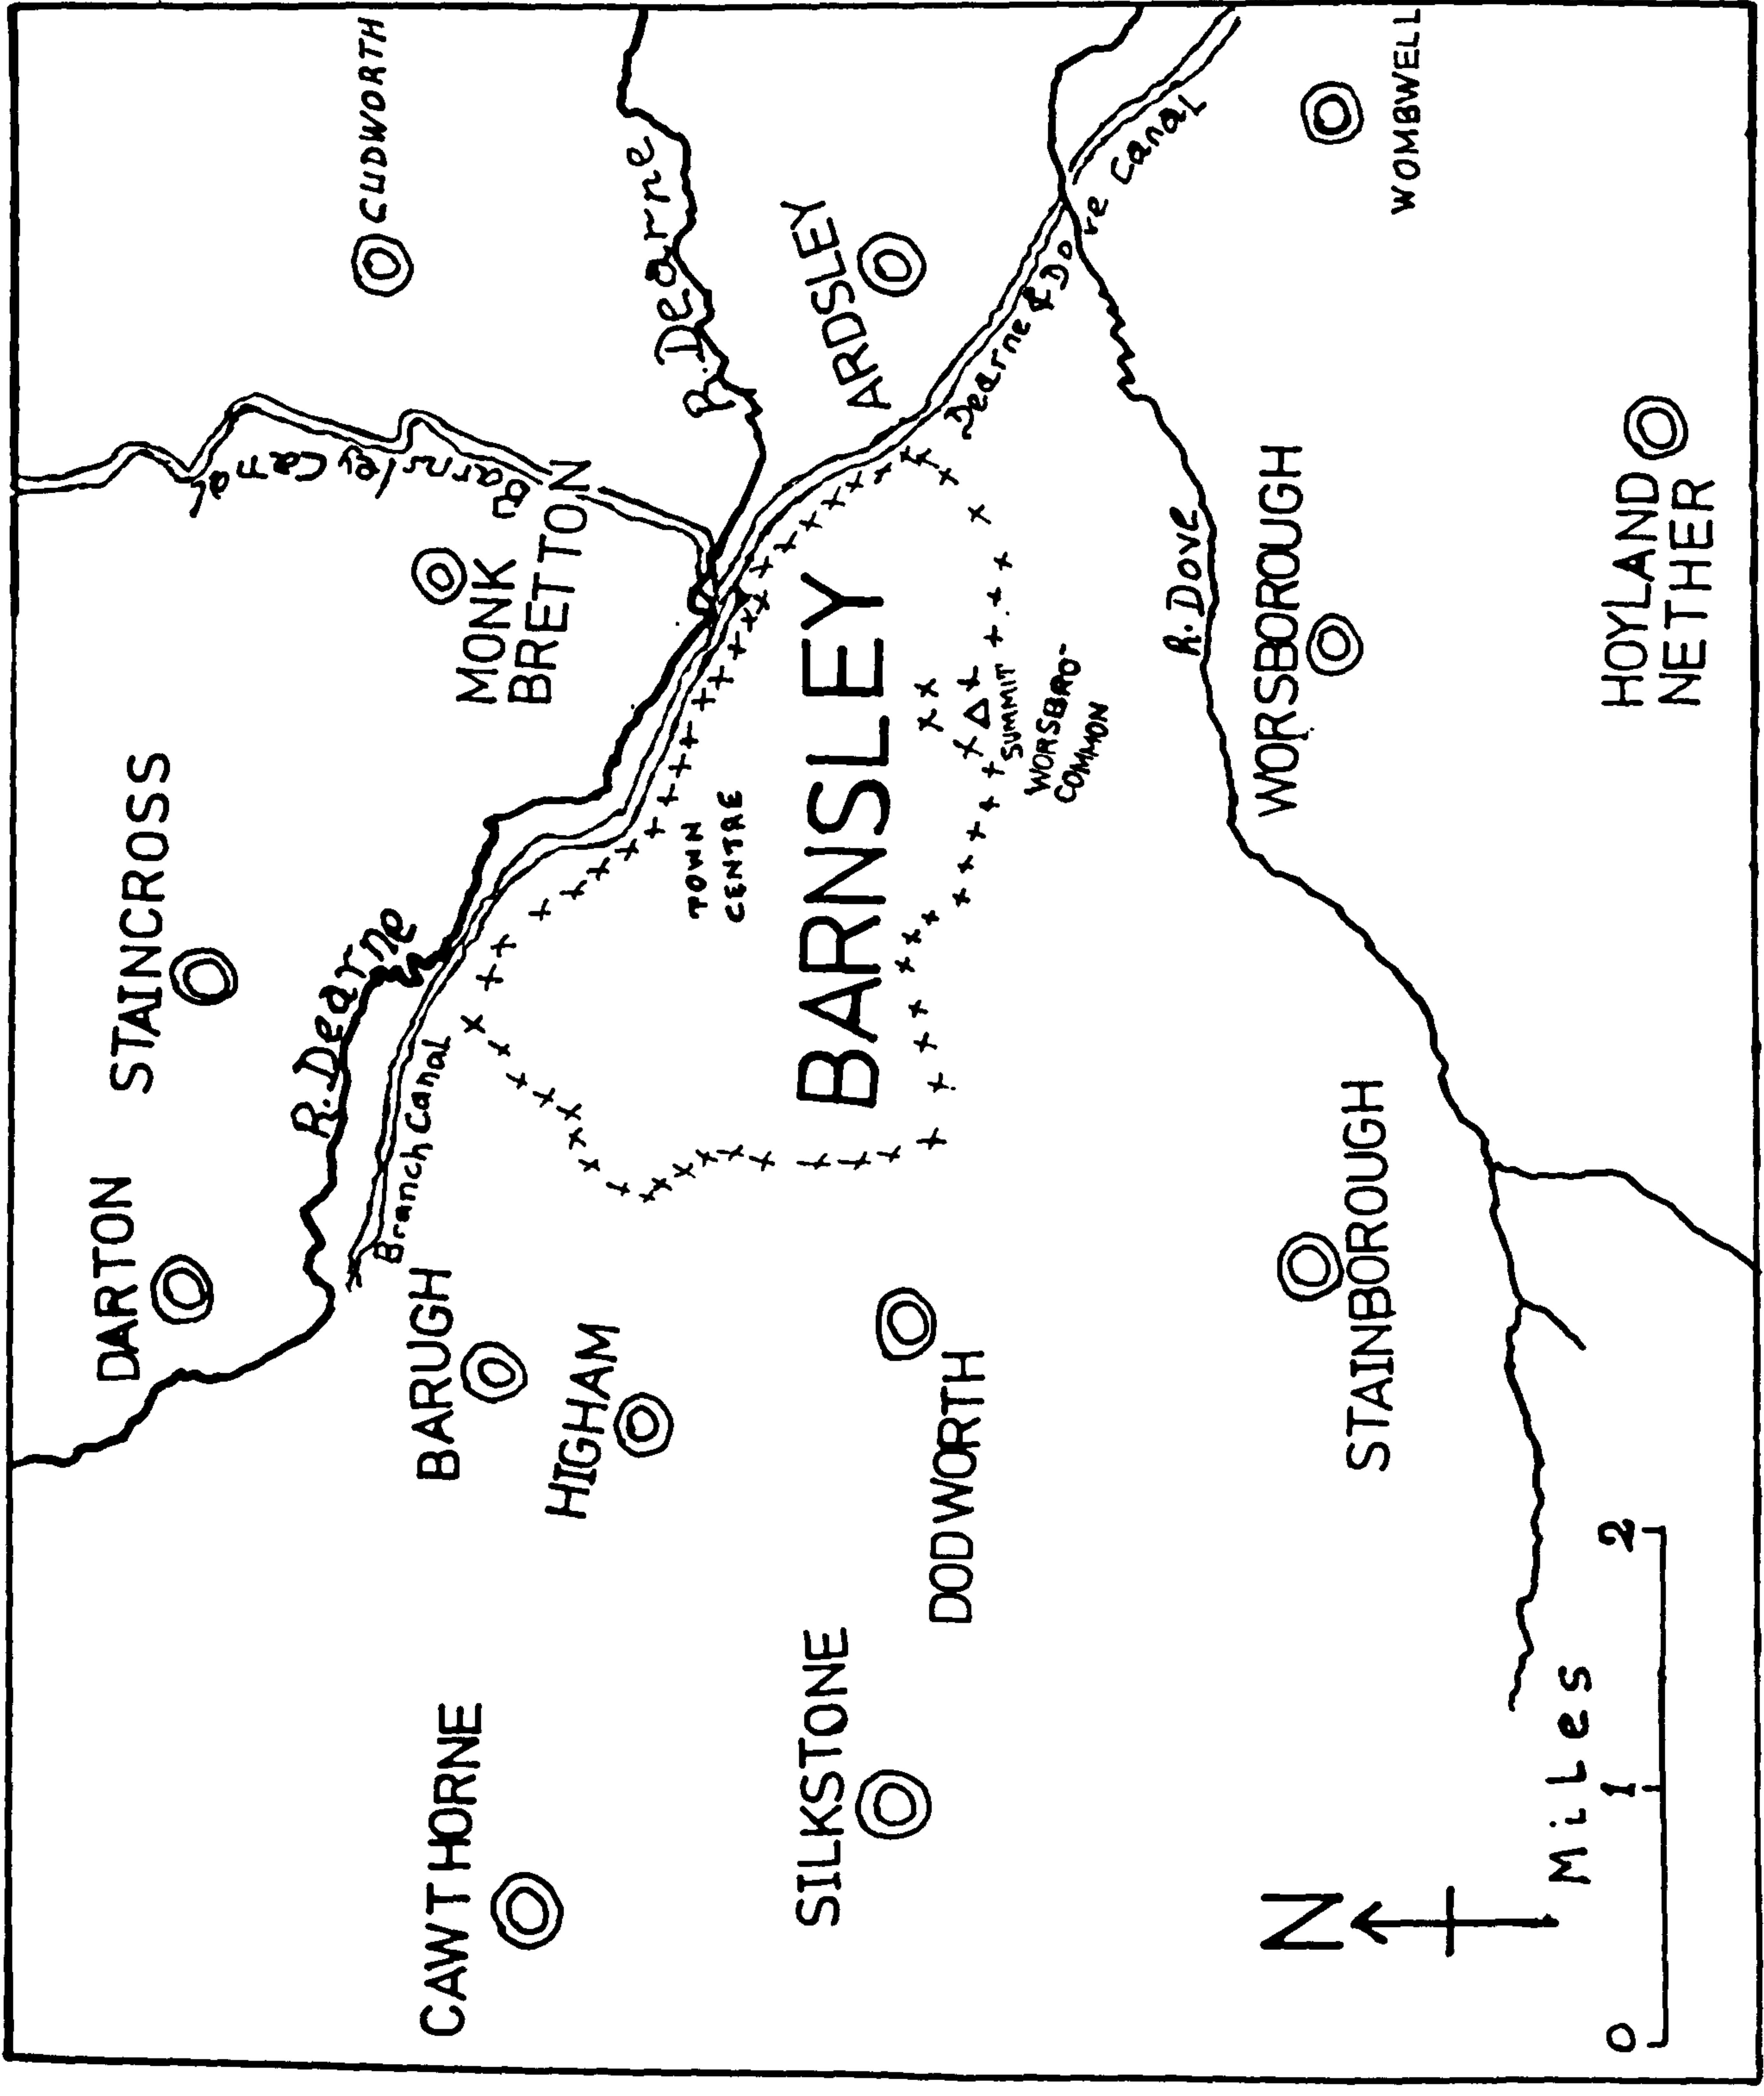 DARTON
STAINCROSS
CUDWORTH
Barnsley Canal
R. Dearne
MONK
BRETTON
R. Dearne
CAWTHORNE
BARUGH
Branch Canal
HIGHAM
TOWN
CENTRE
ARDSLEY
SILKSTONE
BARNSLEY
DODWORTH
SUMMIT
WORSBRO-
COMMON
Dearne & Dove Canal
R. Dove
WORSBOROUGH
WOMBWELL
STAINBOROUGH
HOYLAND
NETHER
N
Miles
0 1 2